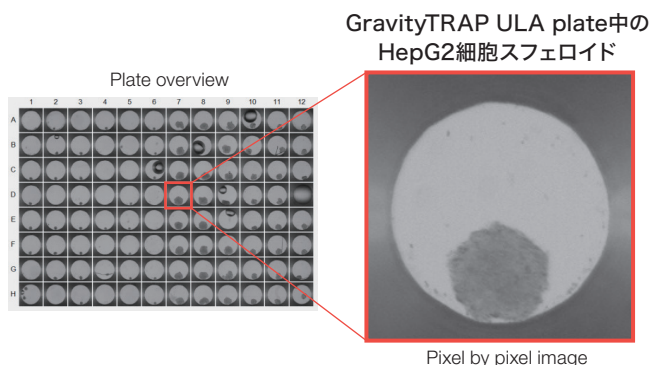 GravityTRAP ULA plate中の
HepG2細胞スフェロイド
Plate overview
1 2 3 4 5 6 7 8 9 10 11 12
A
B
C
D
E
F
G
H
Pixel by pixel image